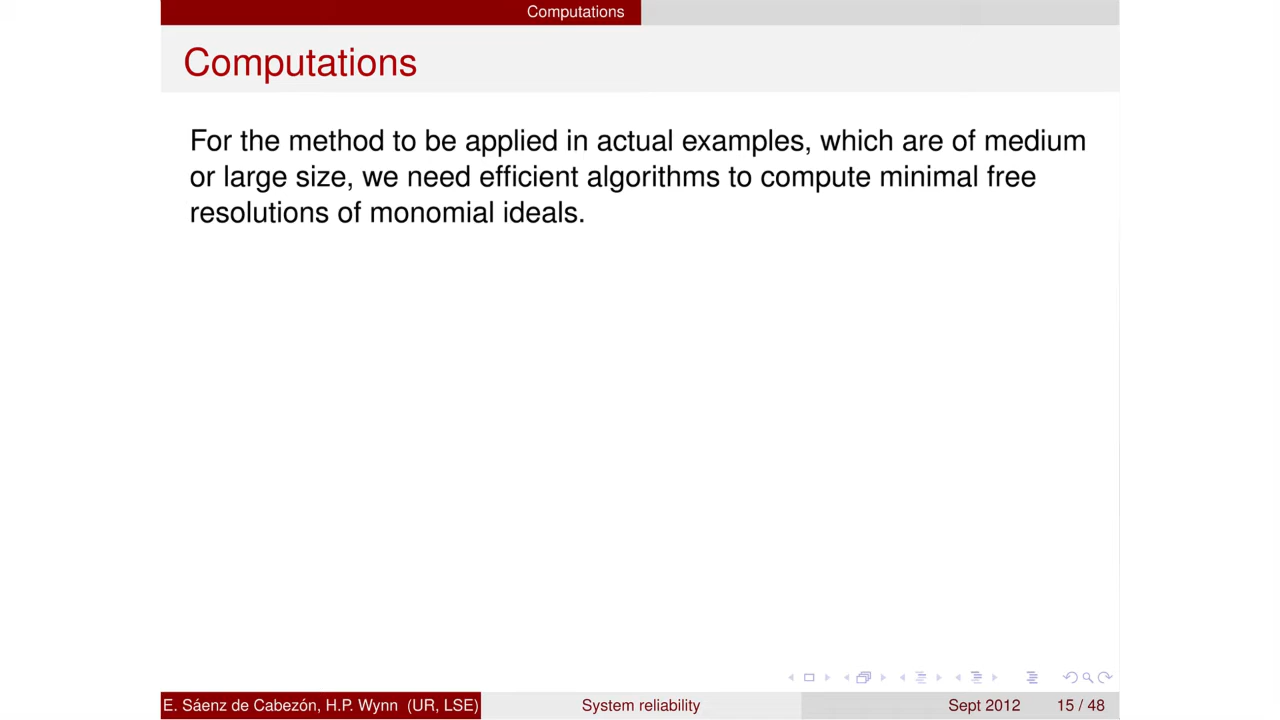 Computations
Computations
For the method to be applied in actual examples, which are of medium
or large size, we need efficient algorithms to compute minimal free
resolutions of monomial ideals.
E. Sáenz de Cabezón, H.P. Wynn (UR, LSE) System reliability Sept 2012 15 / 48